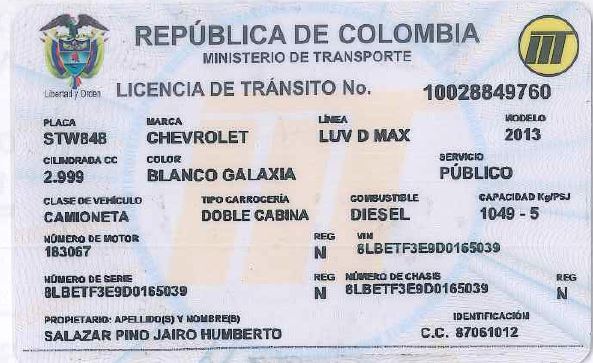 REPÚBLICA DE COLOMBIA
MINISTERIO DE TRANSPORTE
Libertad y Orden
LICENCIA DE TRÁNSITO No. 10028849760
PLACA MARCA LÍNEA MODELO
STW848 CHEVROLET LUV D MAX 2013
CILINDRADA CC COLOR SERVICIO
2.999 BLANCO GALAXIA PÚBLICO
CLASE DE VEHÍCULO TIPO CARROCERÍA COMBUSTIBLE CAPACIDAD Kg/PSJ
CAMIONETA DOBLE CABINA DIESEL 1049 - 5
NÚMERO DE MOTOR REG VIN
183067 N 8LBETF3E9D0165039
NÚMERO DE SERIE REG NÚMERO DE CHASIS REG
8LBETF3E9D0165039 N 8LBETF3E9D0165039 N
PROPIETARIO: APELLIDO(S) Y NOMBRE(S) IDENTIFICACIÓN
SALAZAR PINO JAIRO HUMBERTO C.C. 87061012